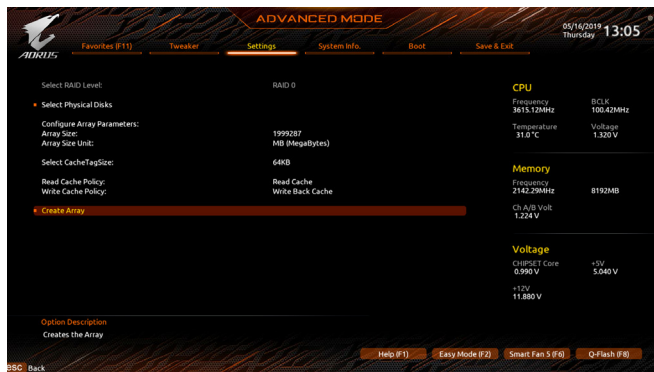 ADVANCED MODE
05/16/2019 Thursday 13:05
AORUS
Favorites (F11) Tweaker Settings System Info. Boot Save & Exit
Select RAID Level: RAID 0
Select Physical Disks
Configure Array Parameters:
Array Size: 1999287
Array Size Unit: MB (MegaBytes)
Select CacheTagSize: 64KB
Read Cache Policy: Read Cache
Write Cache Policy: Write Back Cache
Create Array
CPU
Frequency BCLK
3615.12MHz 100.42MHz
Temperature Voltage
31.0 °C 1.320 V
Memory
Frequency
2142.29MHz 8192MB
Ch A/B Volt
1.224 V
Voltage
CHIPSET Core +5V
0.990 V 5.040 V
+12V
11.880 V
Option Description
Creates the Array
Help (F1) Easy Mode (F2) Smart Fan 5 (F6) Q-Flash (F8)
esc Back